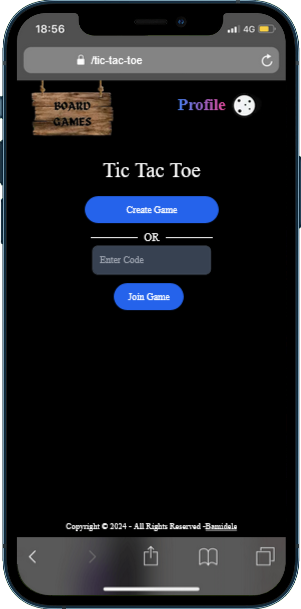 18:56
4G
/tic-tac-toe
BOARD
GAMES
Profile
Tic Tac Toe
Create Game
OR
Enter Code
Join Game
Copyright © 2024 - All Rights Reserved -Bamidele